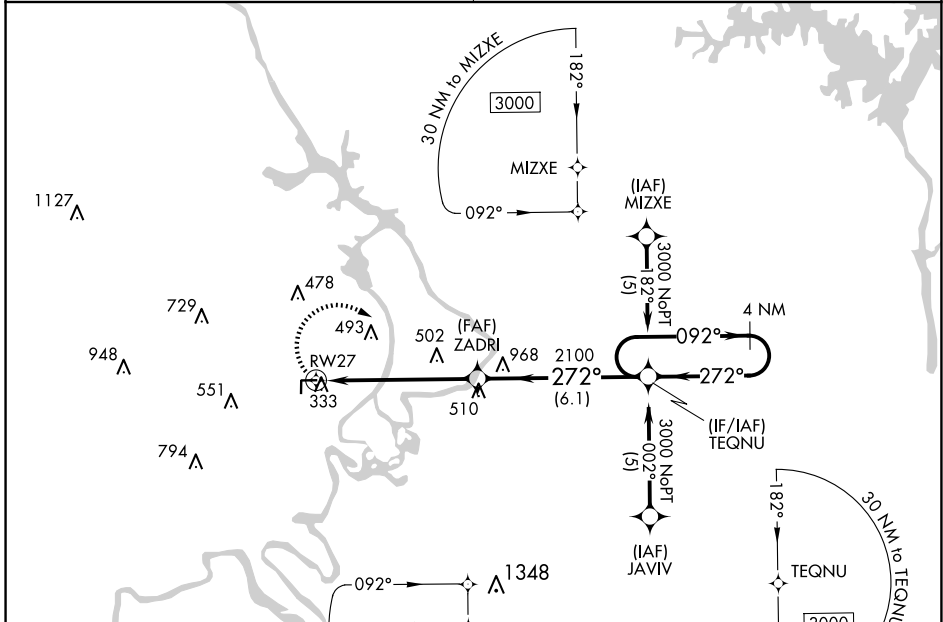 30 NM to MIZXE
182°
3000
MIZXE
092°
1127
(IAF)
MIZXE
3000 NoPT
182°
(5)
478
729
493
4 NM
092°
502
(FAF)
ZADRI
948
RW27
968
2100
272°
272°
(6.1)
333
551
510
(IF/IAF)
TEQNU
794
3000 NoPT
002°
(5)
182°
30 NM to TEQNU
(IAF)
JAVIV
092°
1348
TEQNU
3000